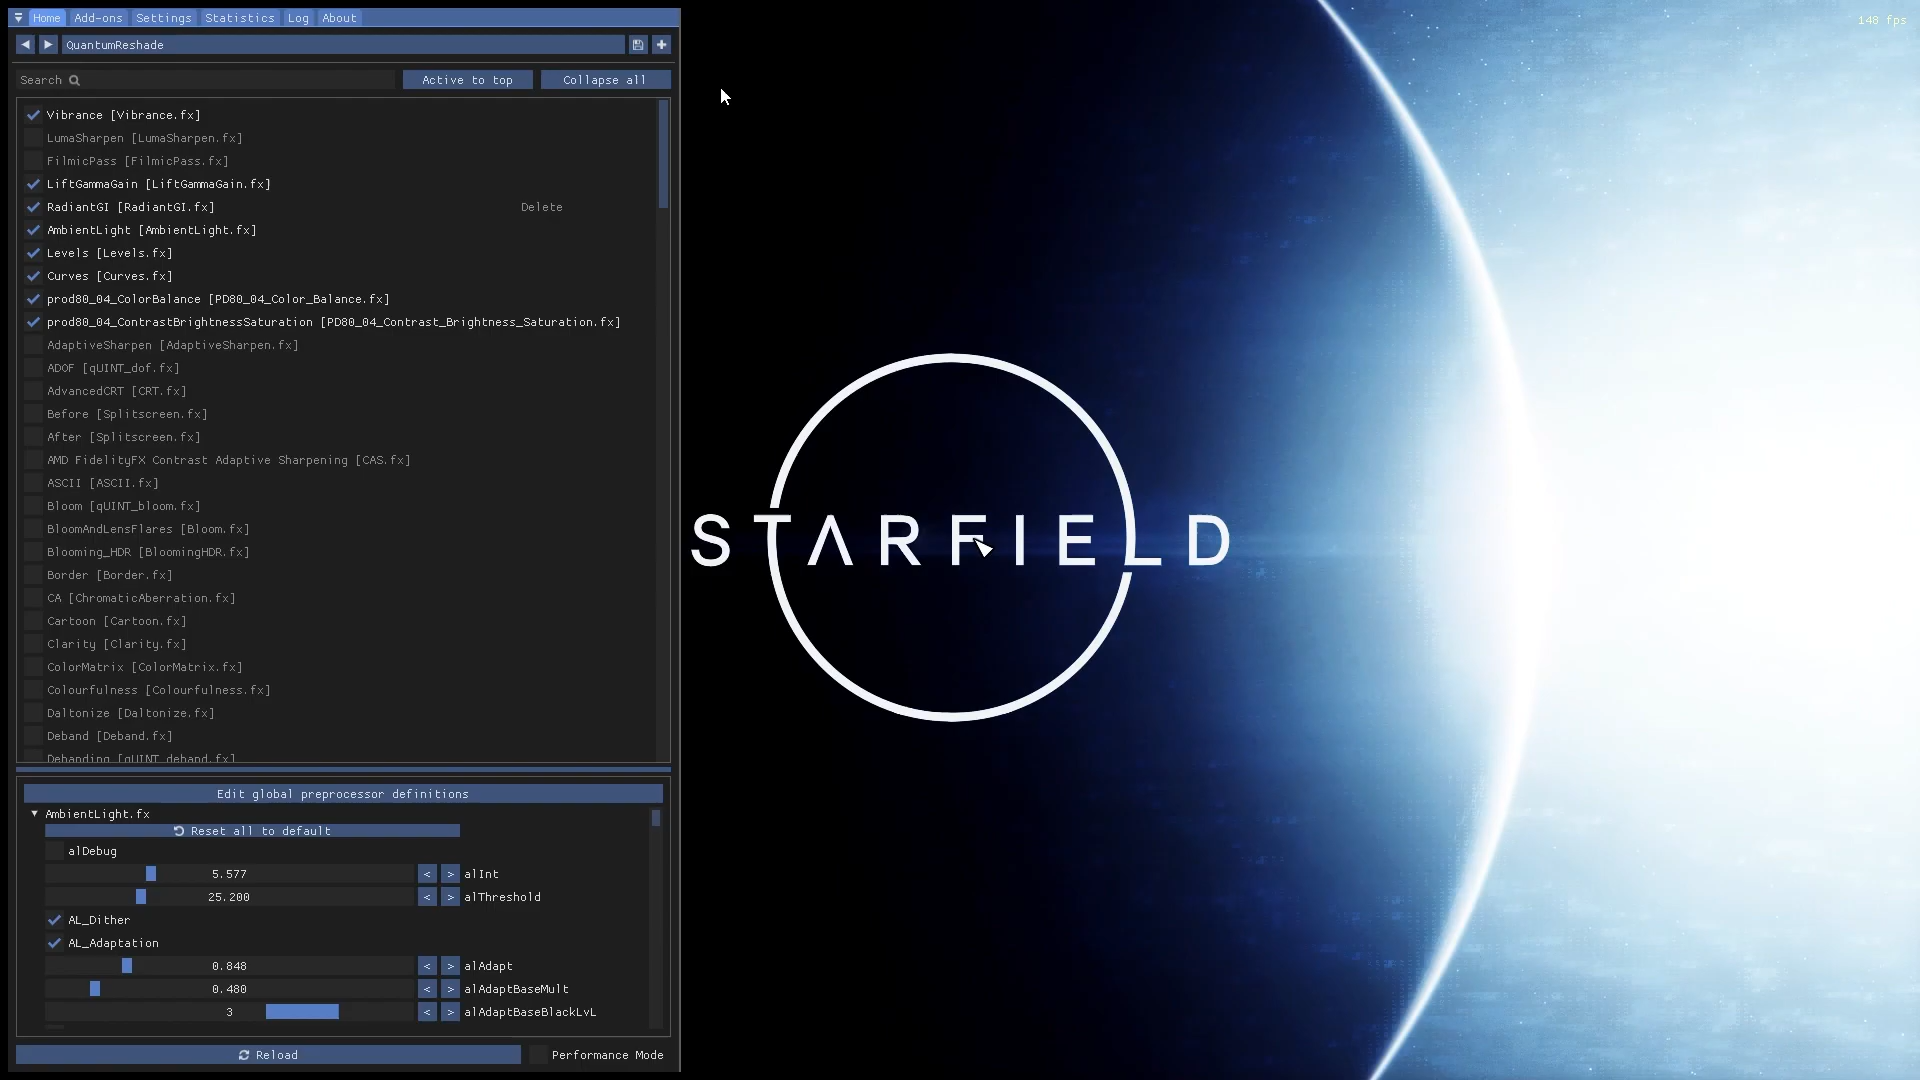 Home Add-ons Settings Statistics Log About
148 fps
QuantumReshade
Search Active to top Collapse all
Vibrance [Vibrance.fx]
LumaSharpen [LumaSharpen.fx]
FilmicPass [FilmicPass.fx]
LiftGammaGain [LiftGammaGain.fx]
RadiantGI [RadiantGI.fx] Delete
AmbientLight [AmbientLight.fx]
Levels [Levels.fx]
Curves [Curves.fx]
prod80_04_ColorBalance [PD80_04_Color_Balance.fx]
prod80_04_ContrastBrightnessSaturation [PD80_04_Contrast_Brightness_Saturation.fx]
AdaptiveSharpen [AdaptiveSharpen.fx]
ADOF [qUINT_dof.fx]
AdvancedCRT [CRT.fx]
Before [Splitscreen.fx]
After [Splitscreen.fx]
AMD FidelityFX Contrast Adaptive Sharpening [CAS.fx]
ASCII [ASCII.fx]
Bloom [qUINT_bloom.fx]
BloomAndLensFlares [Bloom.fx]
Blooming_HDR [BloomingHDR.fx]
Border [Border.fx]
CA [ChromaticAberration.fx]
Cartoon [Cartoon.fx]
Clarity [Clarity.fx]
ColorMatrix [ColorMatrix.fx]
Colourfulness [Colourfulness.fx]
Daltonize [Daltonize.fx]
Deband [Deband.fx]
Debanding [qUINT_deband.fx]
STARFIELD
Edit global preprocessor definitions
AmbientLight.fx
Reset all to default
alDebug
5.577 < > alInt
25.200 < > alThreshold
AL_Dither
AL_Adaptation
0.848 < > alAdapt
0.480 < > alAdaptBaseMult
3 < > alAdaptBaseBlackLvL
Reload Performance Mode